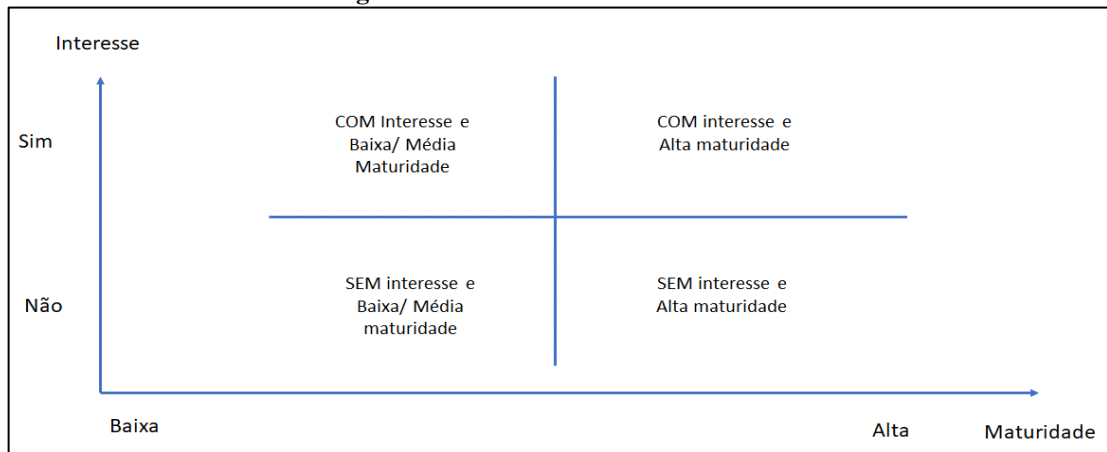 Interesse
Sim
COM Interesse e
Baixa/ Média
Maturidade
COM interesse e
Alta maturidade
Não
SEM interesse e
Baixa/ Média
maturidade
SEM interesse e
Alta maturidade
Baixa
Alta
Maturidade